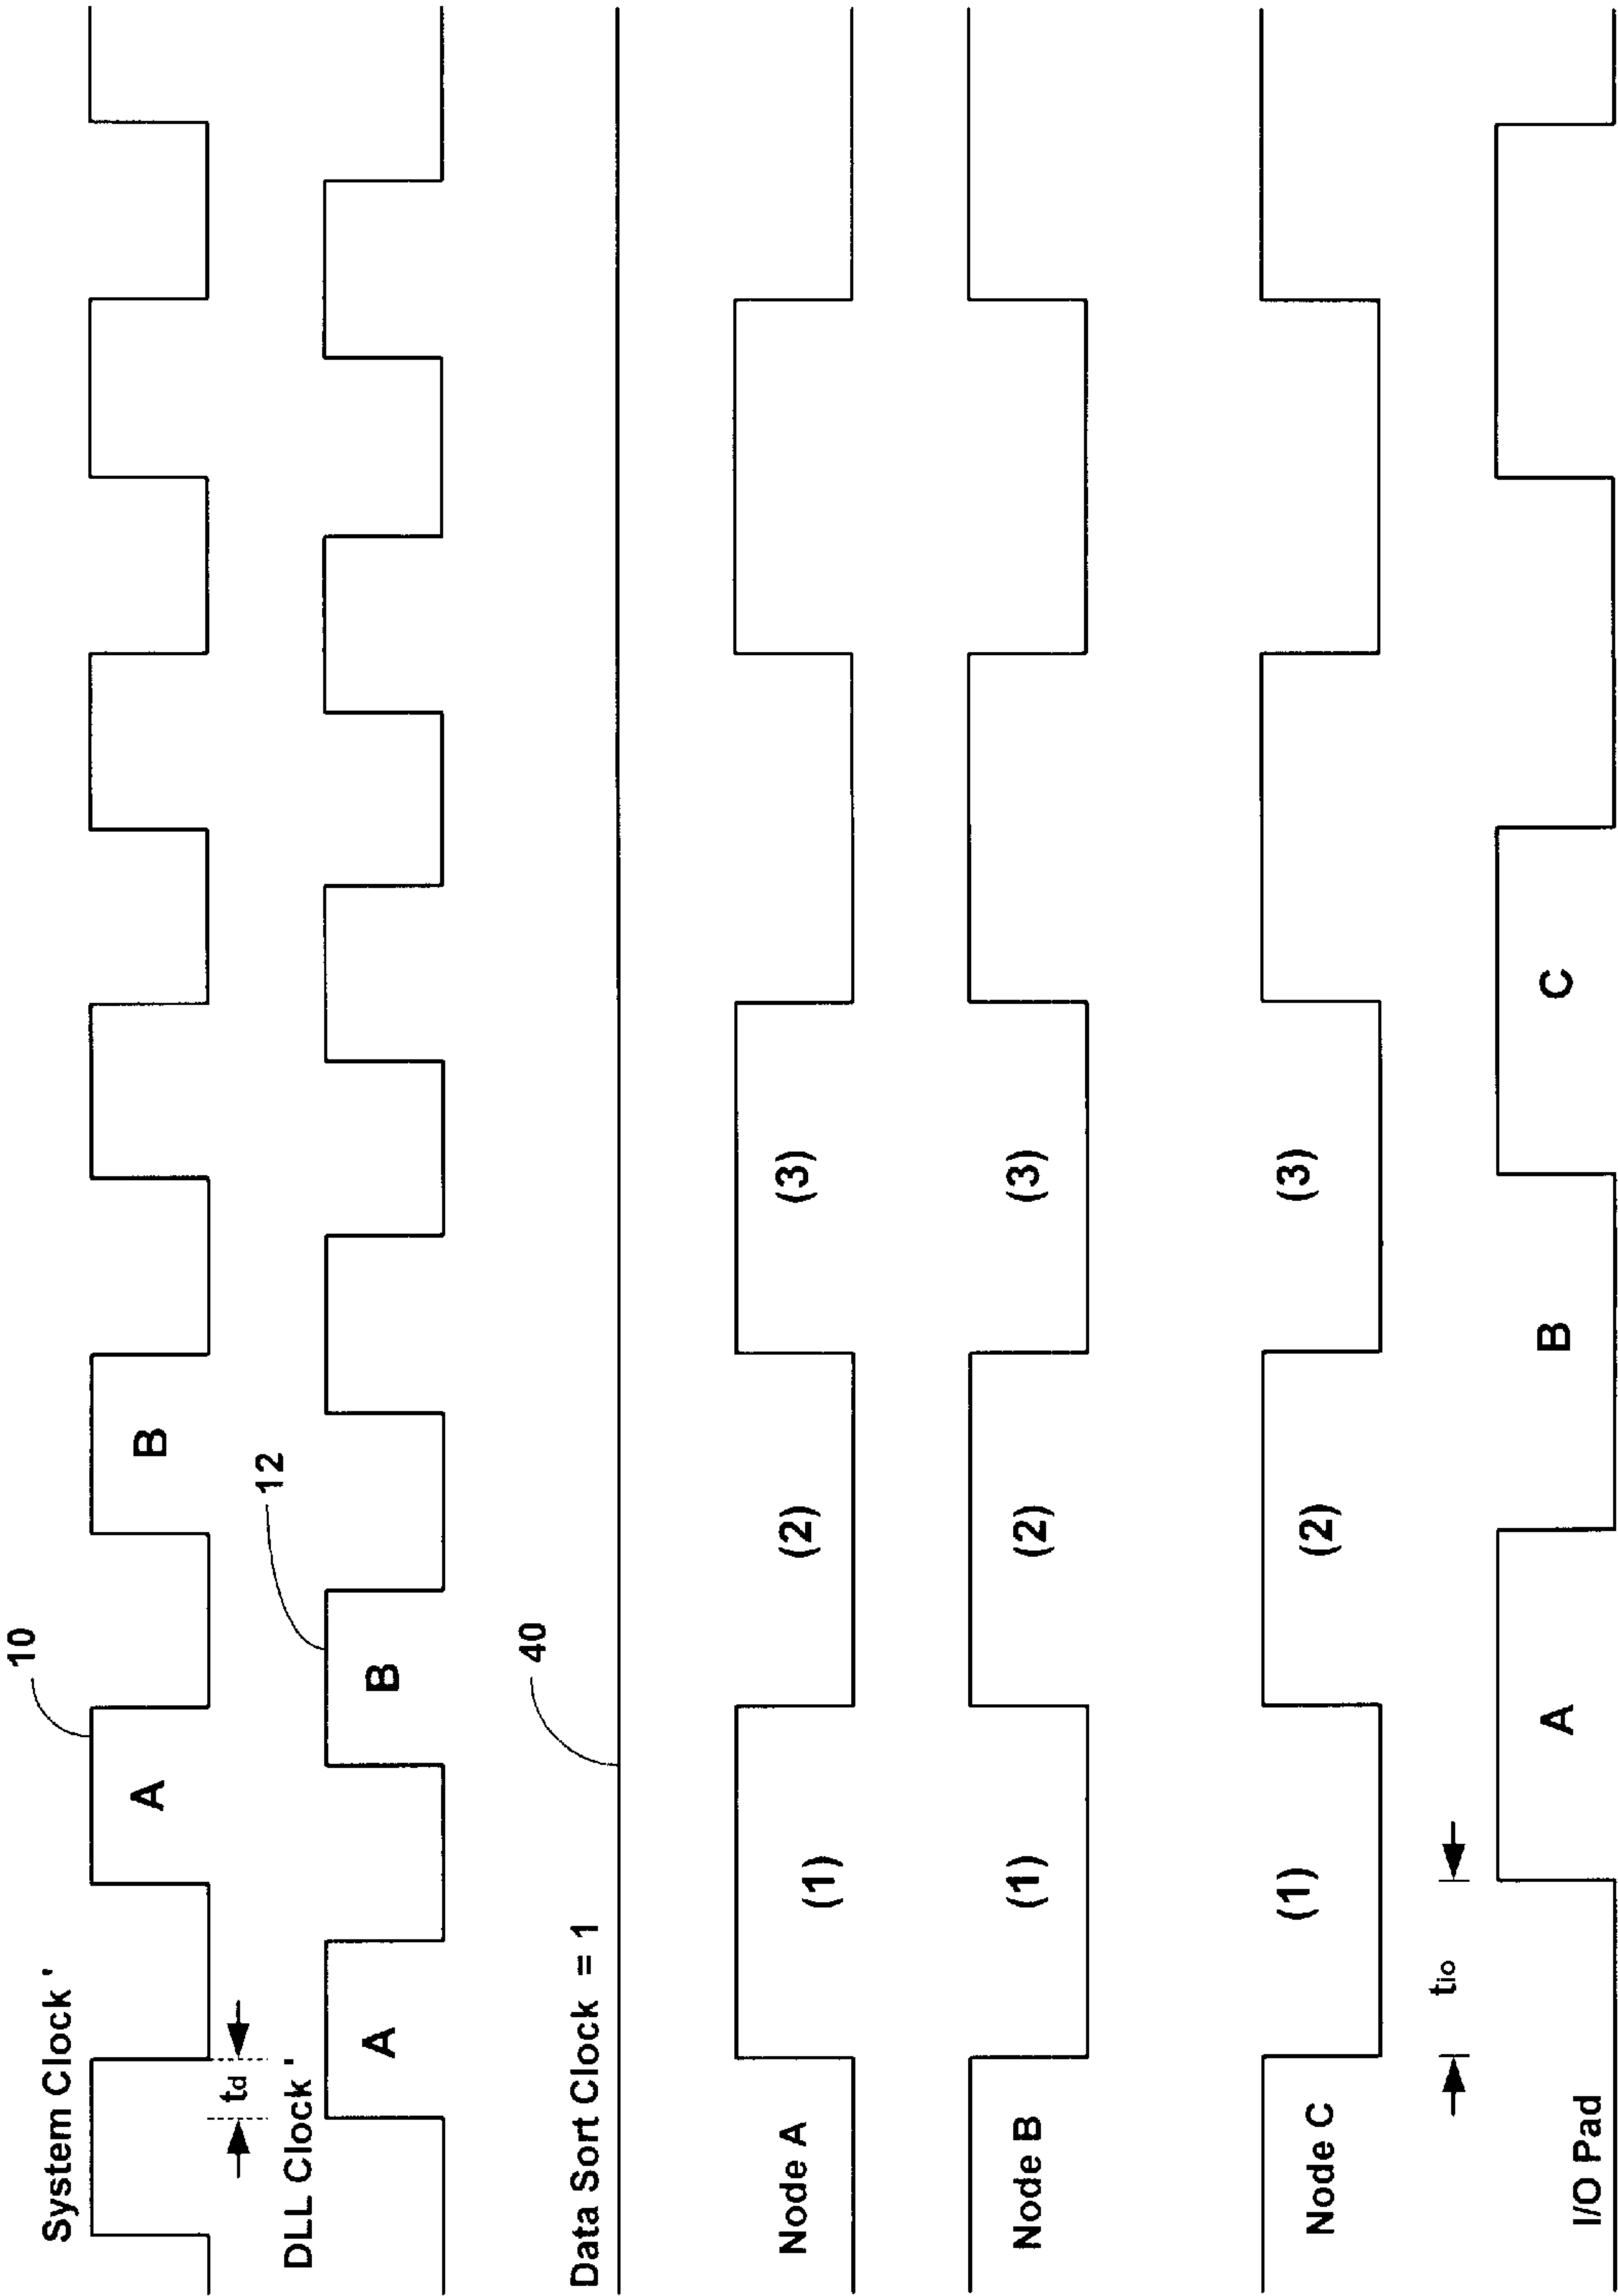 10
System Clock '
A
B
td
12
DLL Clock '
A
B
40
Data Sort Clock = 1
Node A
(1)
(2)
(3)
Node B
(1)
(2)
(3)
Node C
(1)
(2)
(3)
tio
I/O Pad
A
B
C